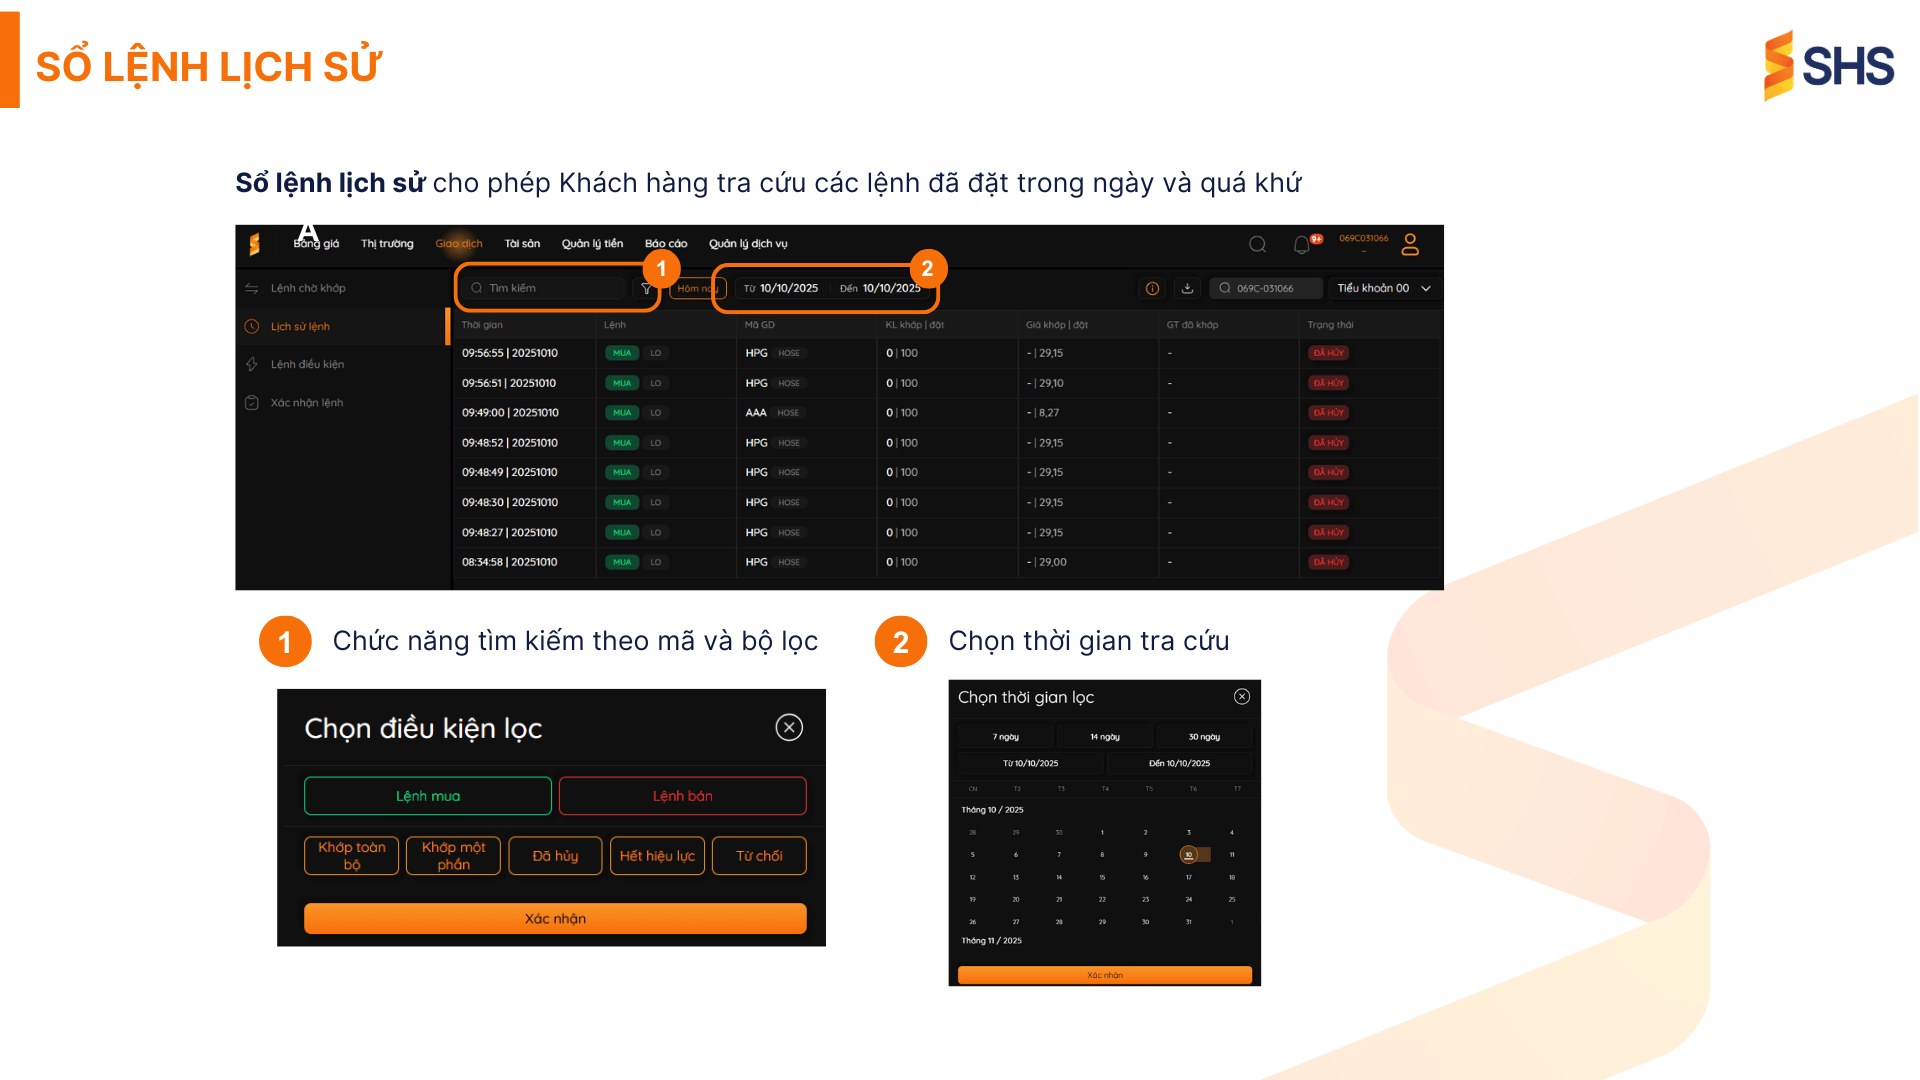 SỔ LỆNH LỊCH SỬ
SHS
Sổ lệnh lịch sử cho phép Khách hàng tra cứu các lệnh đã đặt trong ngày và quá khứ
A
Bảng giá Thị trường Giao dịch Tài sản Quản lý tiền Báo cáo Quản lý dịch vụ 9+ 069C031066
Lệnh chờ khớp
Lịch sử lệnh
Lệnh điều kiện
Xác nhận lệnh
Tìm kiếm 1 Hôm nay Từ 10/10/2025 Đến 10/10/2025 2 069C-031066 Tiểu khoản 00
Thời gian Lệnh Mã GD KL khớp | đặt Giá khớp | đặt GT đã khớp Trạng thái
09:56:55 | 20251010 MUA LO HPG HOSE 0 | 100 - | 29,15 - ĐÃ HỦY
09:56:51 | 20251010 MUA LO HPG HOSE 0 | 100 - | 29,10 - ĐÃ HỦY
09:49:00 | 20251010 MUA LO AAA HOSE 0 | 100 - | 8,27 - ĐÃ HỦY
09:48:52 | 20251010 MUA LO HPG HOSE 0 | 100 - | 29,15 - ĐÃ HỦY
09:48:49 | 20251010 MUA LO HPG HOSE 0 | 100 - | 29,15 - ĐÃ HỦY
09:48:30 | 20251010 MUA LO HPG HOSE 0 | 100 - | 29,15 - ĐÃ HỦY
09:48:27 | 20251010 MUA LO HPG HOSE 0 | 100 - | 29,15 - ĐÃ HỦY
08:34:58 | 20251010 MUA LO HPG HOSE 0 | 100 - | 29,00 - ĐÃ HỦY
1 Chức năng tìm kiếm theo mã và bộ lọc
Chọn điều kiện lọc
Lệnh mua Lệnh bán
Khớp toàn bộ Khớp một phần Đã hủy Hết hiệu lực Từ chối
Xác nhận
2 Chọn thời gian tra cứu
Chọn thời gian lọc
7 ngày 14 ngày 30 ngày
Từ 10/10/2025 Đến 10/10/2025
CN T2 T3 T4 T5 T6 T7
Tháng 10 / 2025
28 29 30 1 2 3 4
5 6 7 8 9 10 11
12 13 14 15 16 17 18
19 20 21 22 23 24 25
26 27 28 29 30 31 1
Tháng 11 / 2025
Xác nhận